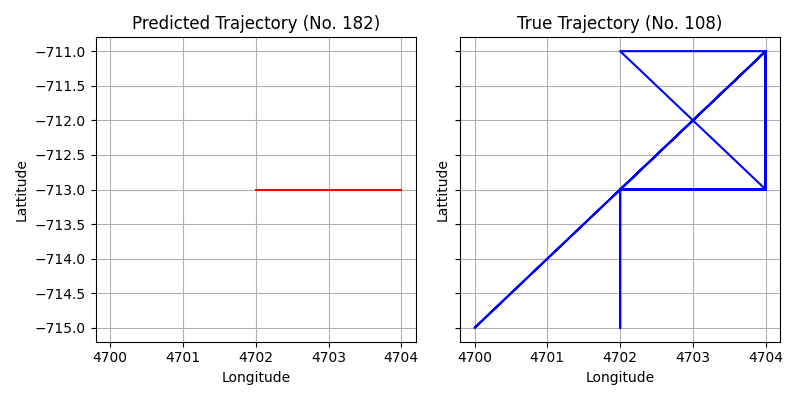 Predicted Trajectory (No. 182)
True Trajectory (No. 108)
−711.0
−711.5
−712.0
−712.5
−713.0
−713.5
−714.0
−714.5
−715.0
Lattitude
Lattitude
4700 4701 4702 4703 4704
4700 4701 4702 4703 4704
Longitude
Longitude